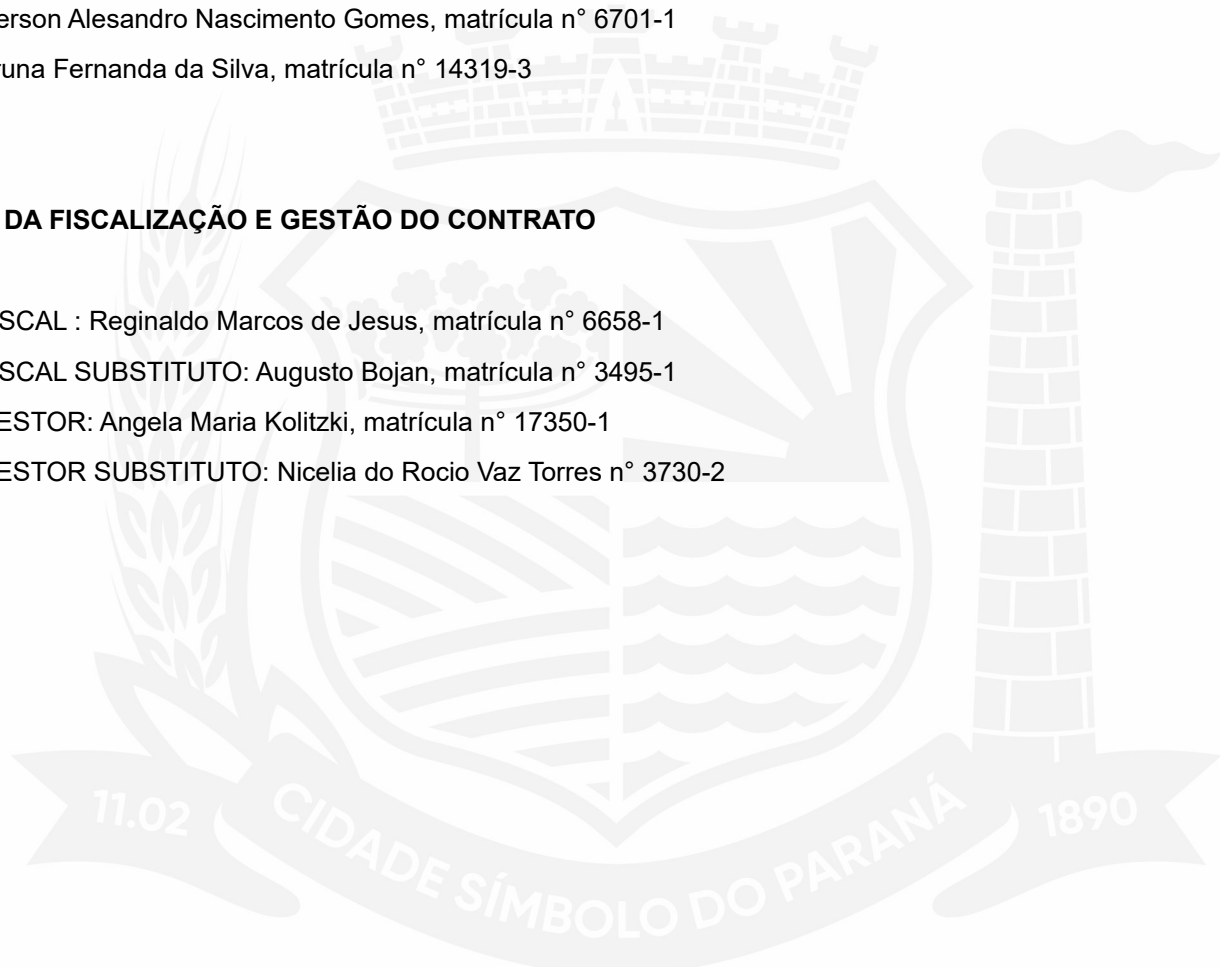 erson Alesandro Nascimento Gomes, matrícula n° 6701-1
runa Fernanda da Silva, matrícula n° 14319-3
DA FISCALIZAÇÃO E GESTÃO DO CONTRATO
SCAL : Reginaldo Marcos de Jesus, matrícula n° 6658-1
SCAL SUBSTITUTO: Augusto Bojan, matrícula n° 3495-1
ESTOR: Angela Maria Kolitzki, matrícula n° 17350-1
ESTOR SUBSTITUTO: Nicelia do Rocio Vaz Torres n° 3730-2
11.02 CIDADE SÍMBOLO DO PARANÁ 1890